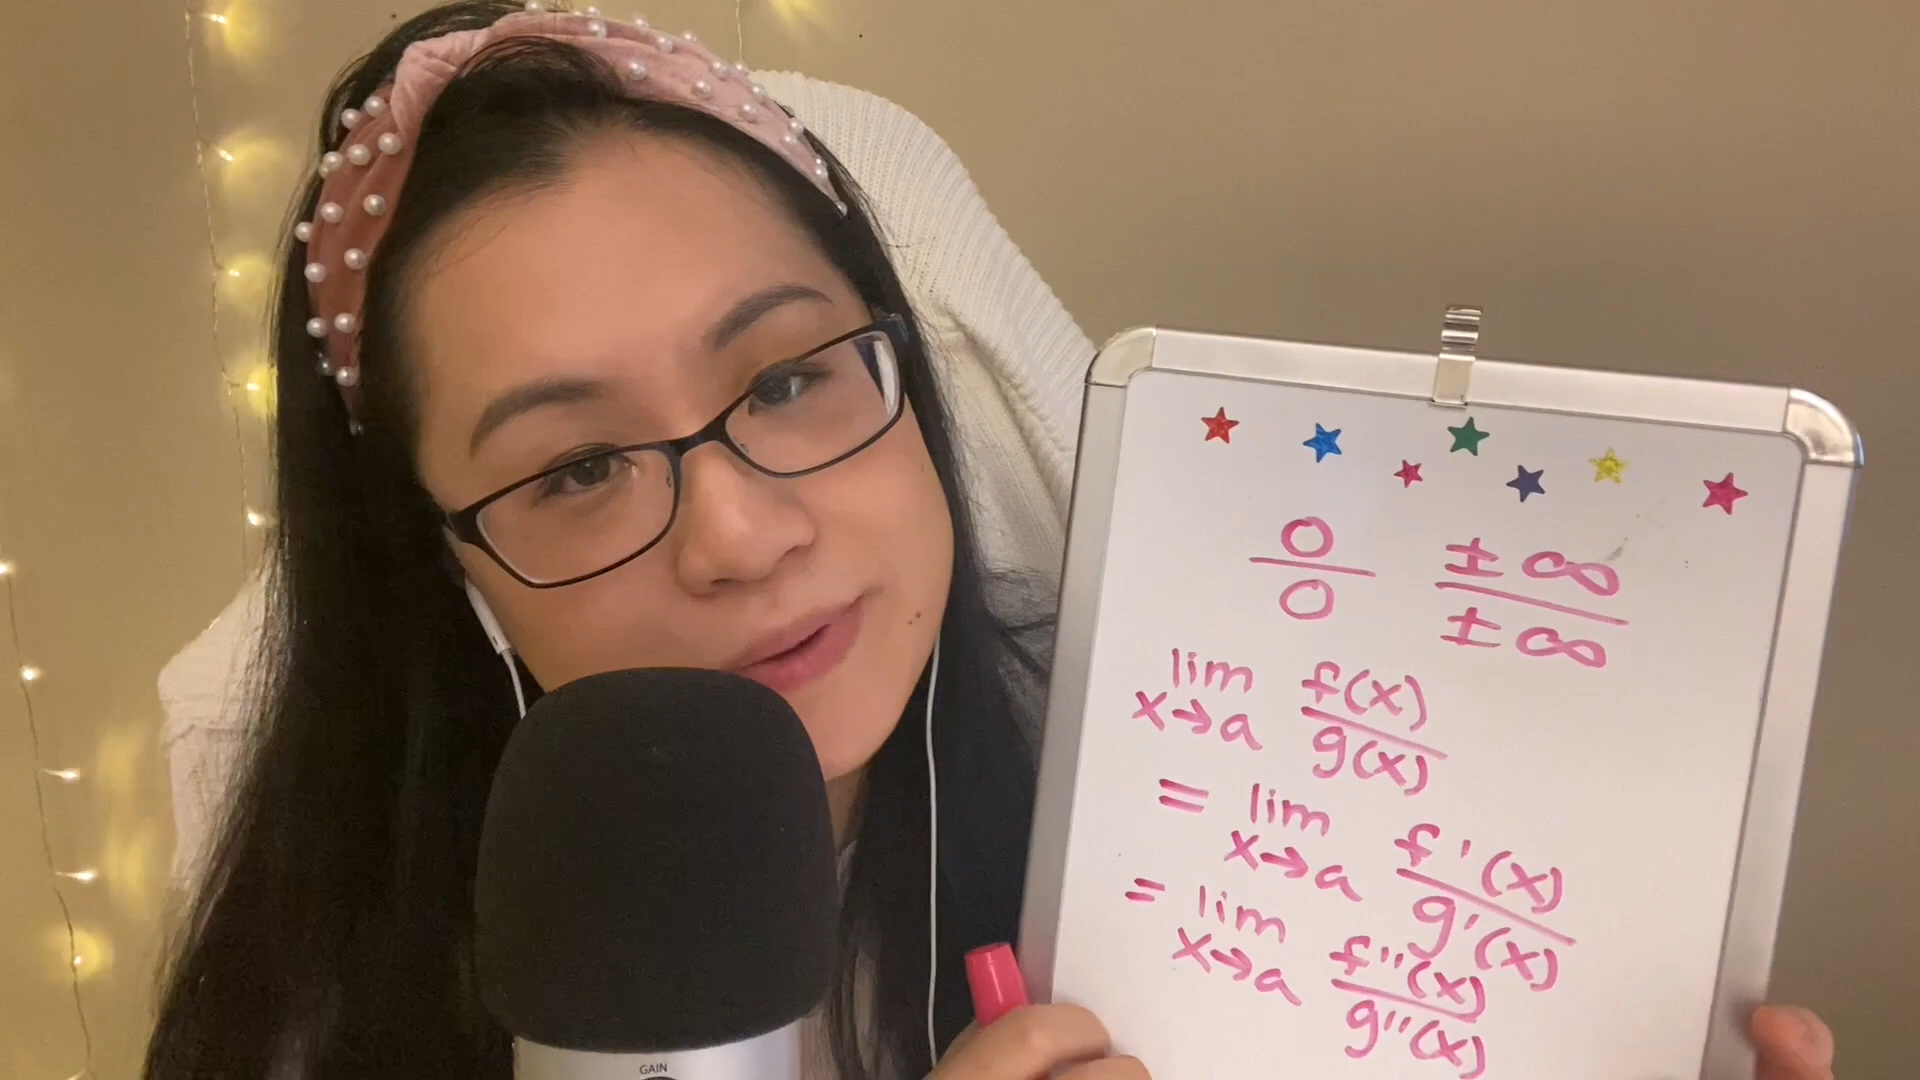 0/0 ±∞/±∞
lim x→a f(x)/g(x)
= lim x→a f'(x)/g'(x)
= lim x→a f''(x)/g''(x)
GAIN